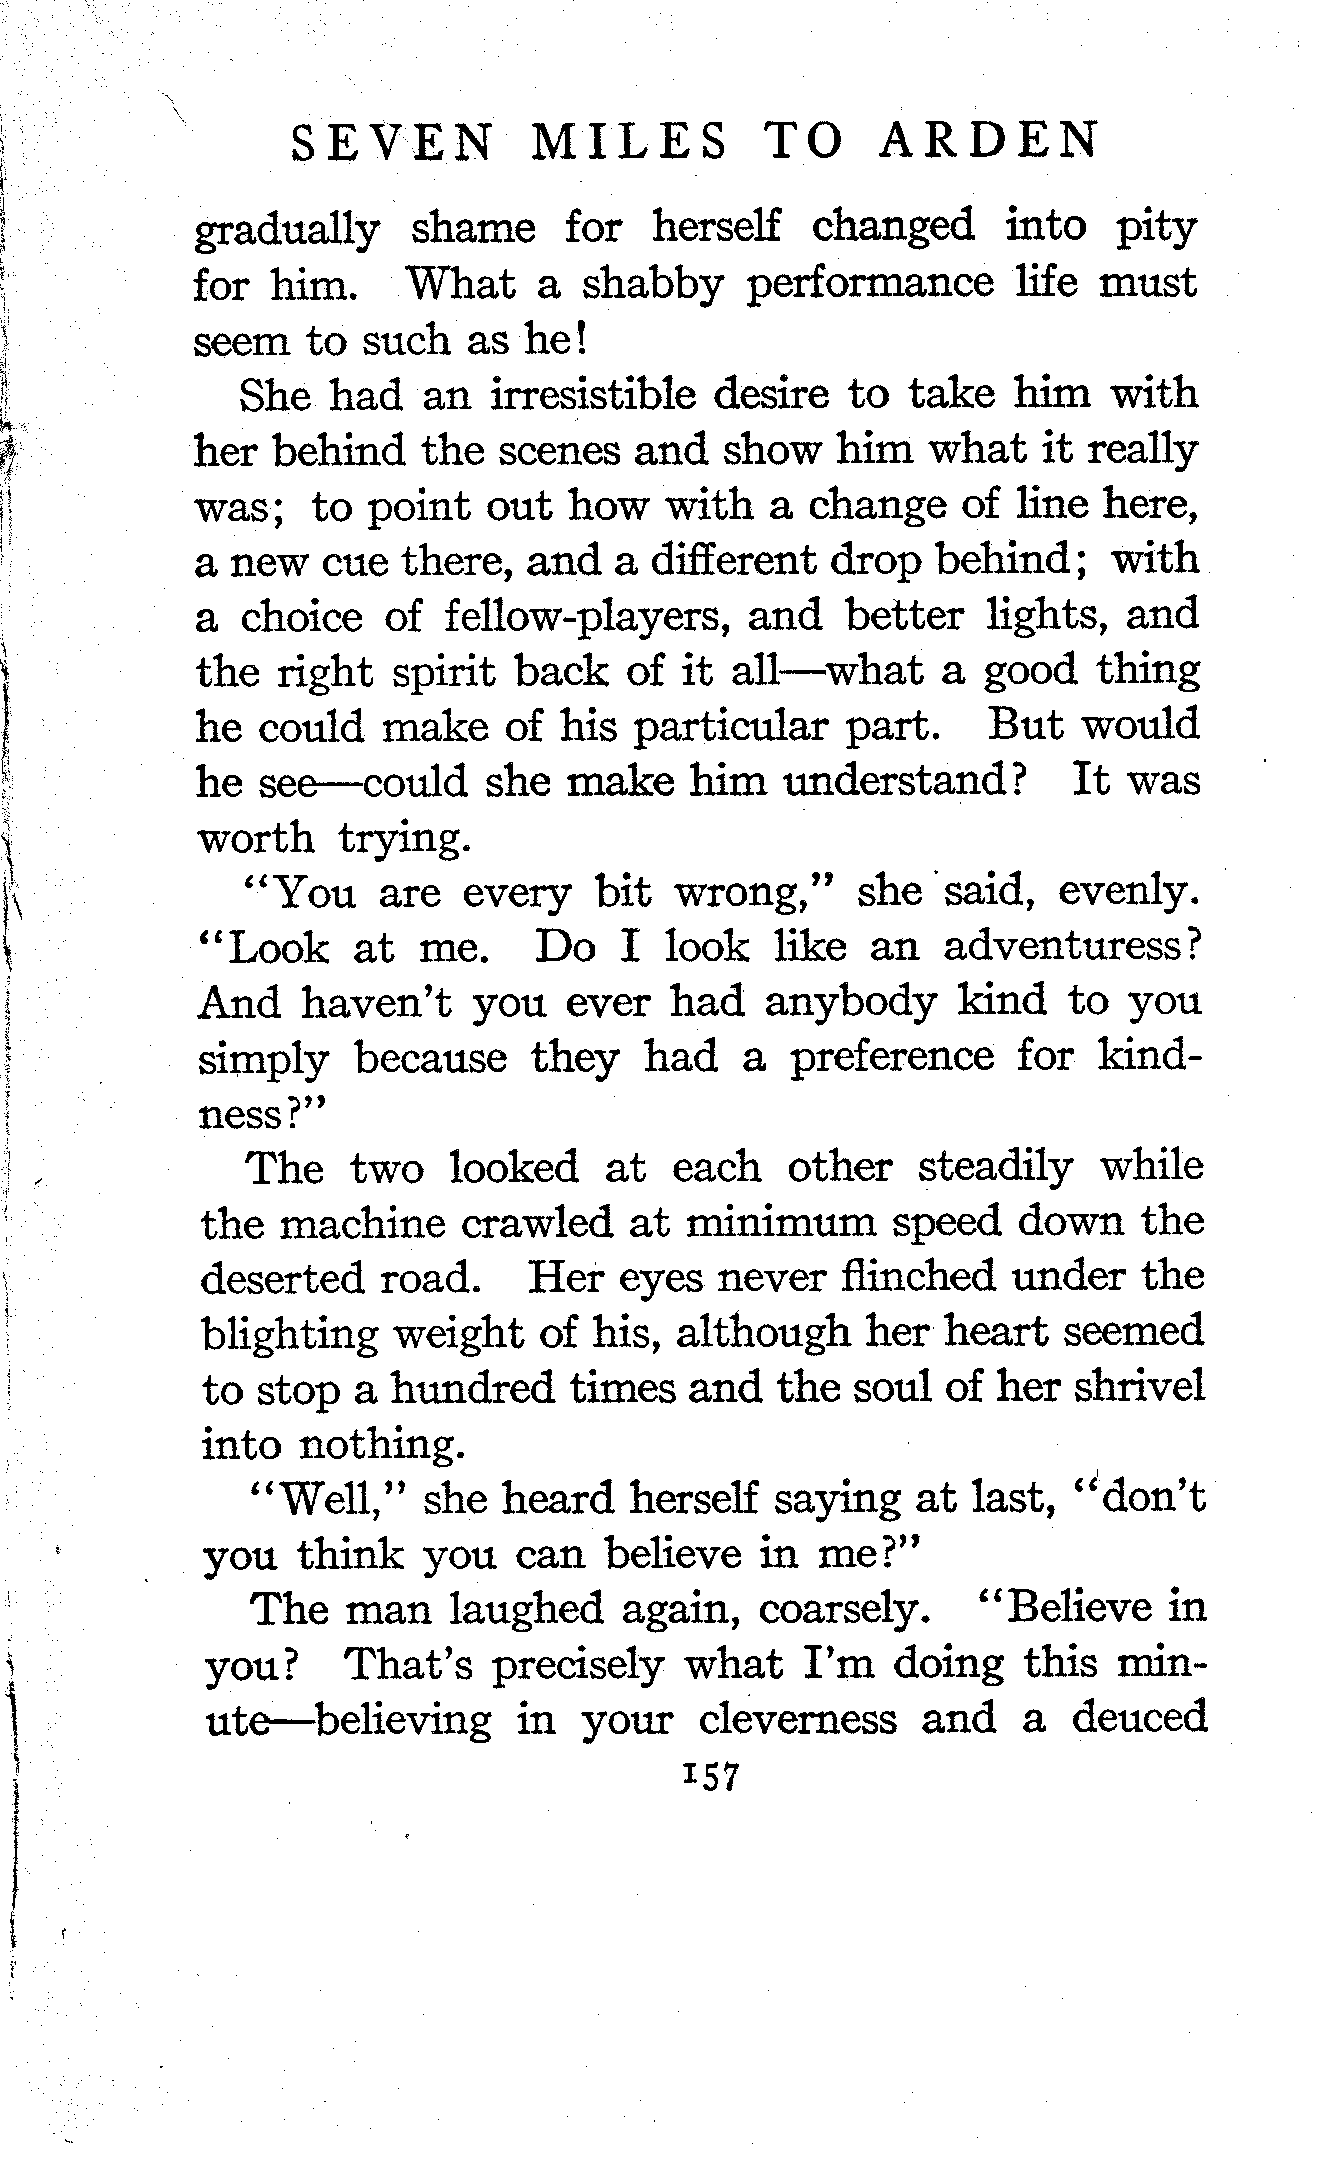 SEVEN MILES TO ARDEN
gradually shame for herself changed into pity
for him. What a shabby performance life must
seem to such as he!
She had an irresistible desire to take him with
her behind the scenes and show him what it really
was; to point out how with a change of line here,
a new cue there, and a different drop behind; with
a choice of fellow-players, and better lights, and
the right spirit back of it all—what a good thing
he could make of his particular part. But would
he see—could she make him understand? It was
worth trying.
"You are every bit wrong," she said, evenly.
"Look at me. Do I look like an adventuress?
And haven't you ever had anybody kind to you
simply because they had a preference for kind-
ness?"
The two looked at each other steadily while
the machine crawled at minimum speed down the
deserted road. Her eyes never flinched under the
blighting weight of his, although her heart seemed
to stop a hundred times and the soul of her shrivel
into nothing.
"Well," she heard herself saying at last, "don't
you think you can believe in me?"
The man laughed again, coarsely. "Believe in
you? That's precisely what I'm doing this min-
ute—believing in your cleverness and a deuced
157